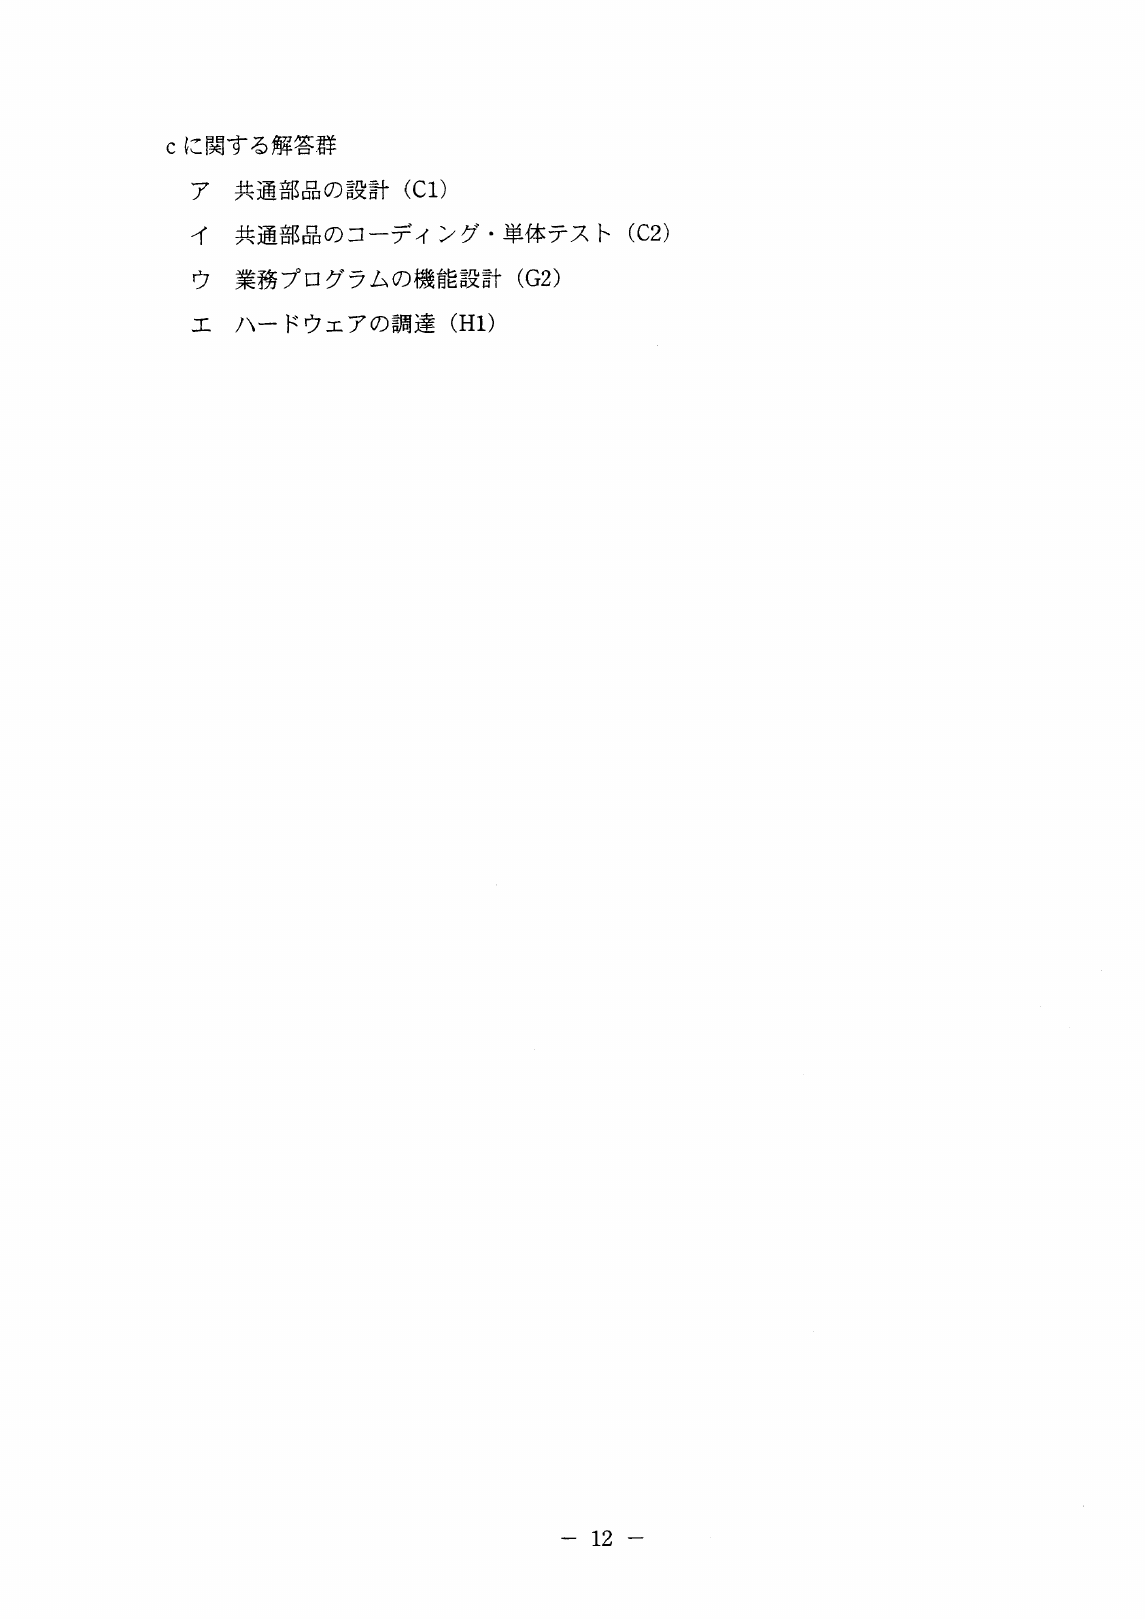 c に関する解答群
ア　共通部品の設計（C1）
イ　共通部品のコーディング・単体テスト（C2）
ウ　業務プログラムの機能設計（G2）
エ　ハードウェアの調達（H1）
－ 12 －